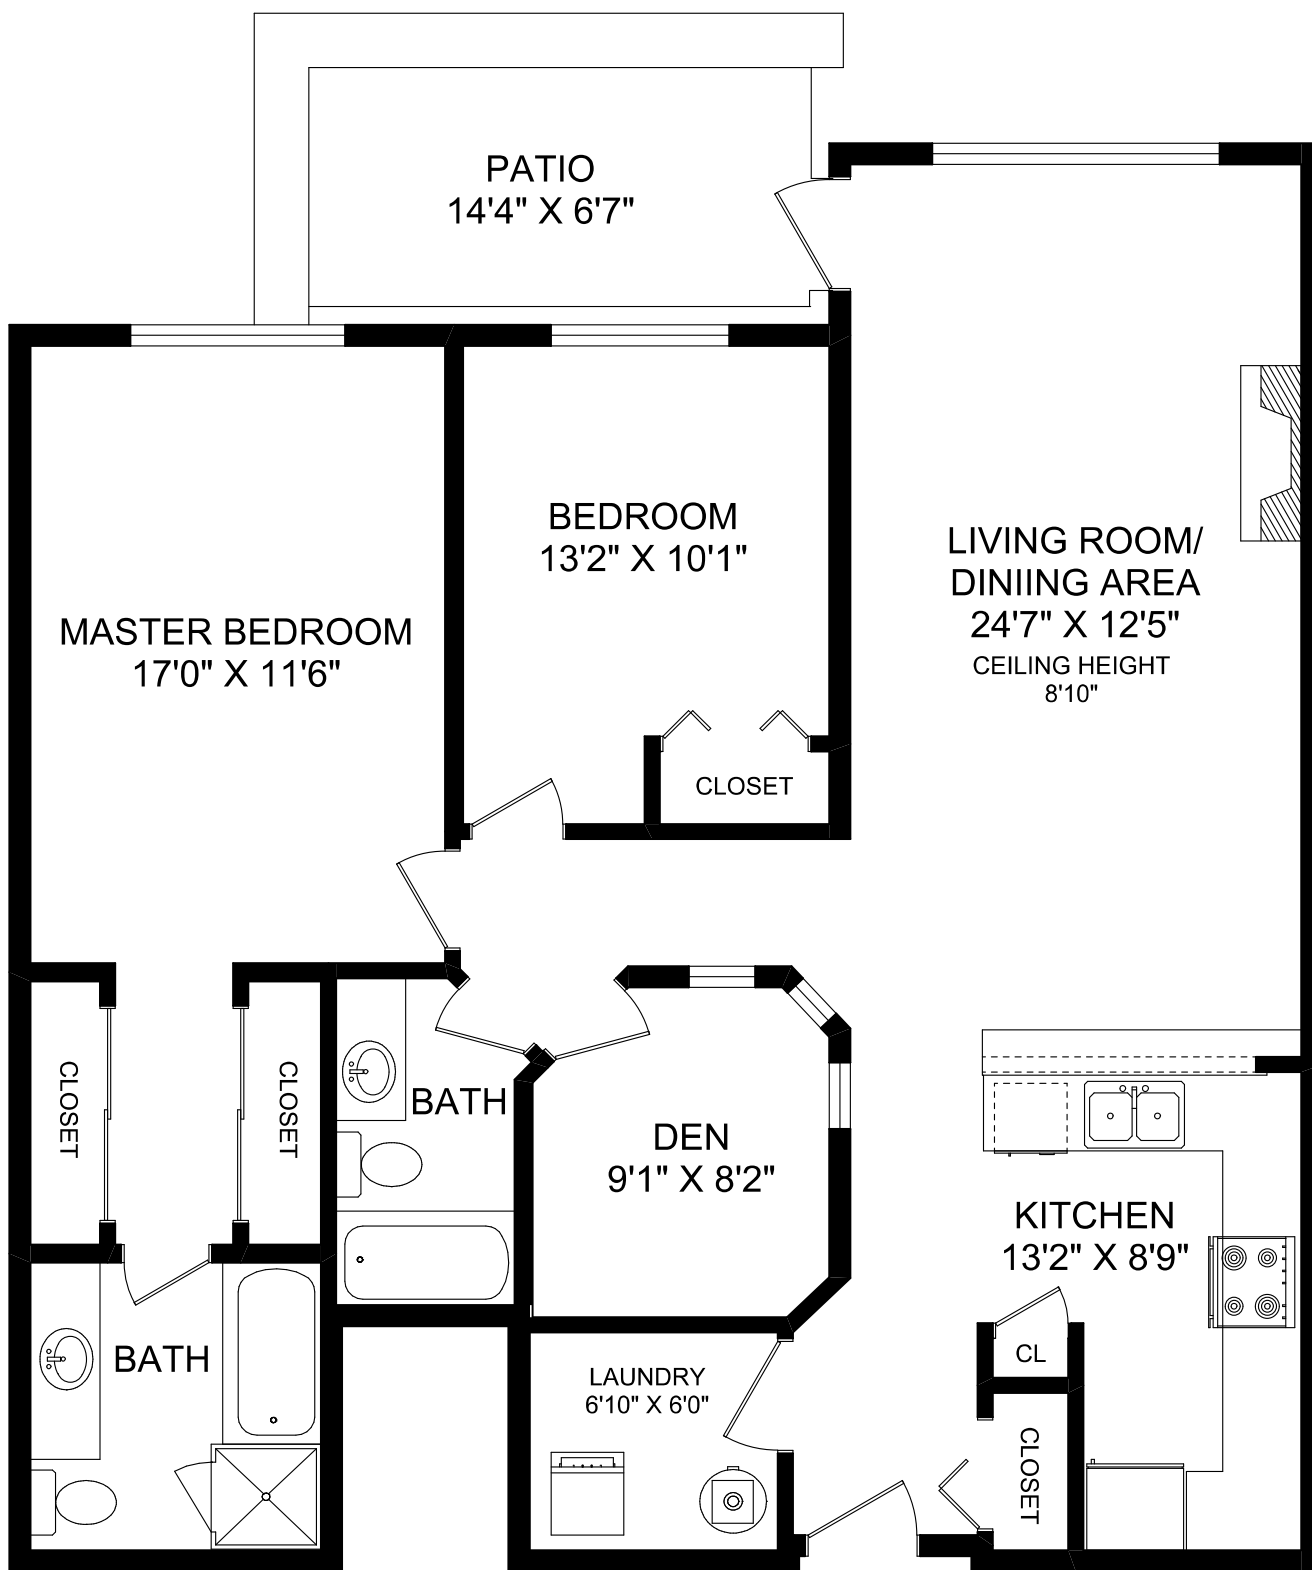 PATIO
14'4" X 6'7"
BEDROOM
13'2" X 10'1"
LIVING ROOM/
DINIING AREA
24'7" X 12'5"
CEILING HEIGHT
8'10"
MASTER BEDROOM
17'0" X 11'6"
CLOSET
CLOSET
CLOSET
BATH
DEN
9'1" X 8'2"
KITCHEN
13'2" X 8'9"
BATH
LAUNDRY
6'10" X 6'0"
CL
CLOSET